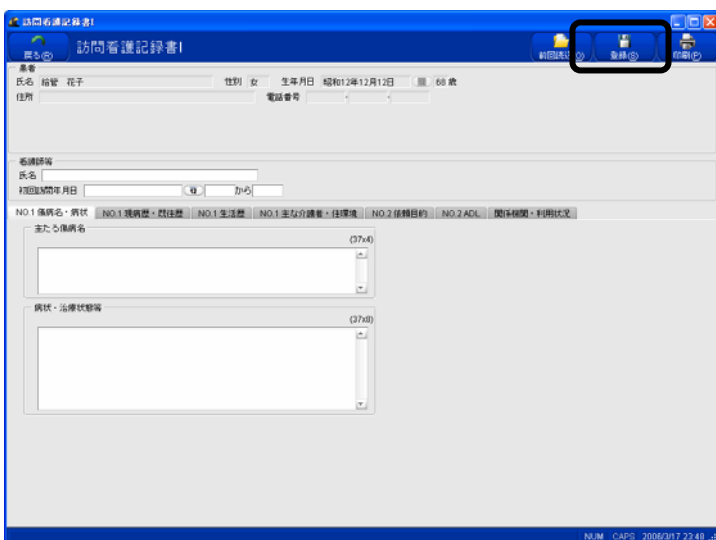 訪問看護記録書I
戻る(R) 訪問看護記録書I 前回読込(O) 登録(S) 印刷(P)
患者
氏名 給管 花子 性別 女 生年月日 昭和12年12月12日 68 歳
住所 電話番号 - -
看護師等
氏名
初回訪問年月日 から
NO.1 傷病名・病状 NO.1 現病歴・既往歴 NO.1 生活歴 NO.1 主な介護者・住環境 NO.2 依頼目的 NO.2 ADL 関係機関・利用状況
主たる傷病名
(37x4)
病状・治療状態等
(37x8)
NUM CAPS 2006/3/17 23:40